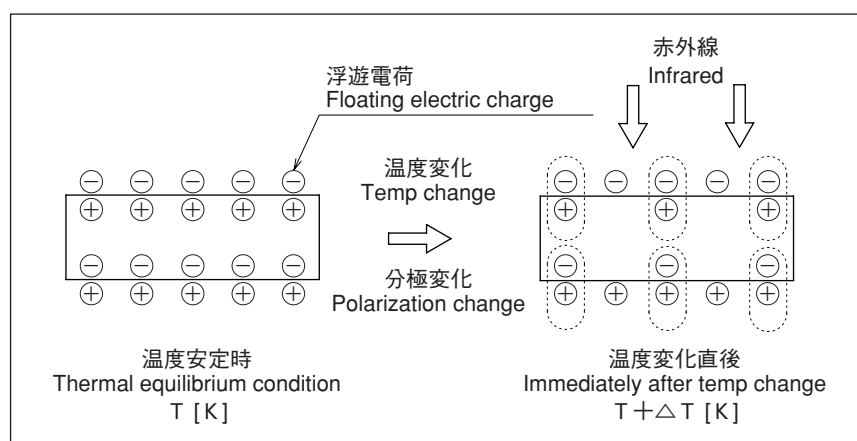 赤外線
Infrared
浮遊電荷
Floating electric charge
温度変化
Temp change
分極変化
Polarization change
温度安定時
Thermal equilibrium condition
T [K]
温度変化直後
Immediately after temp change
T+△T [K]